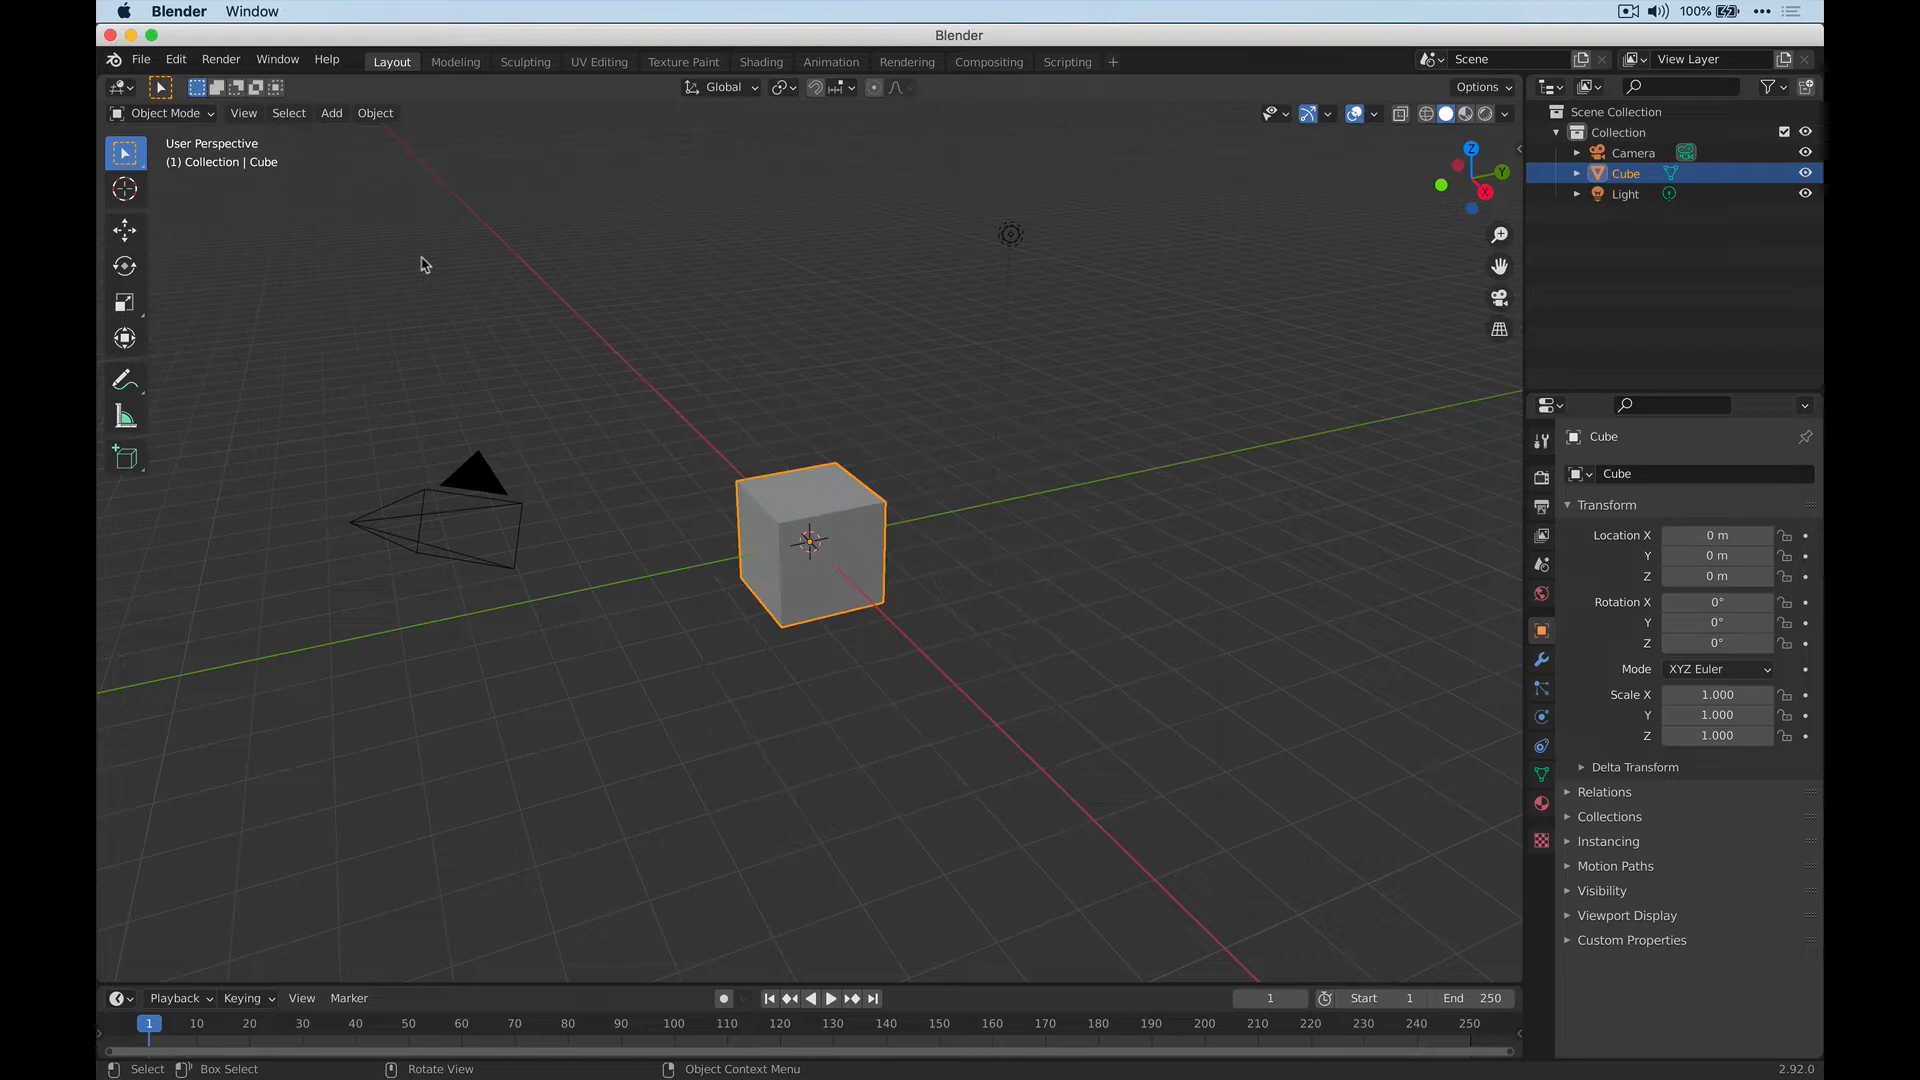 Blender Window 100%
Blender
File Edit Render Window Help Layout Modeling Sculpting UV Editing Texture Paint Shading Animation Rendering Compositing Scripting + Scene View Layer
Global Options
Object Mode View Select Add Object
User Perspective
(1) Collection | Cube
Z
Y
X
Scene Collection
Collection
Camera
Cube
Light
Cube
Cube
Transform
Location X 0 m
Y 0 m
Z 0 m
Rotation X 0°
Y 0°
Z 0°
Mode XYZ Euler
Scale X 1.000
Y 1.000
Z 1.000
Delta Transform
Relations
Collections
Instancing
Motion Paths
Visibility
Viewport Display
Custom Properties
Playback Keying View Marker 1 Start 1 End 250
1 10 20 30 40 50 60 70 80 90 100 110 120 130 140 150 160 170 180 190 200 210 220 230 240 250
Select Box Select Rotate View Object Context Menu 2.92.0